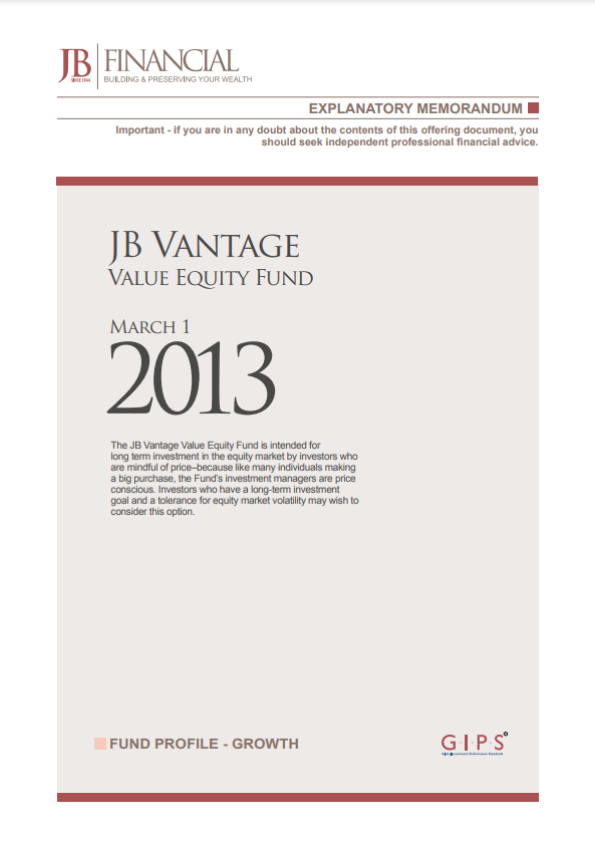 JB FINANCIAL
SINCE 1994
BUILDING & PRESERVING YOUR WEALTH
EXPLANATORY MEMORANDUM
Important - if you are in any doubt about the contents of this offering document, you
should seek independent professional financial advice.
JB VANTAGE
VALUE EQUITY FUND
MARCH 1
2013
The JB Vantage Value Equity Fund is intended for
long term investment in the equity market by investors who
are mindful of price–because like many individuals making
a big purchase, the Fund's investment managers are price
conscious. Investors who have a long-term investment
goal and a tolerance for equity market volatility may wish to
consider this option.
FUND PROFILE - GROWTH
G·I·P·S